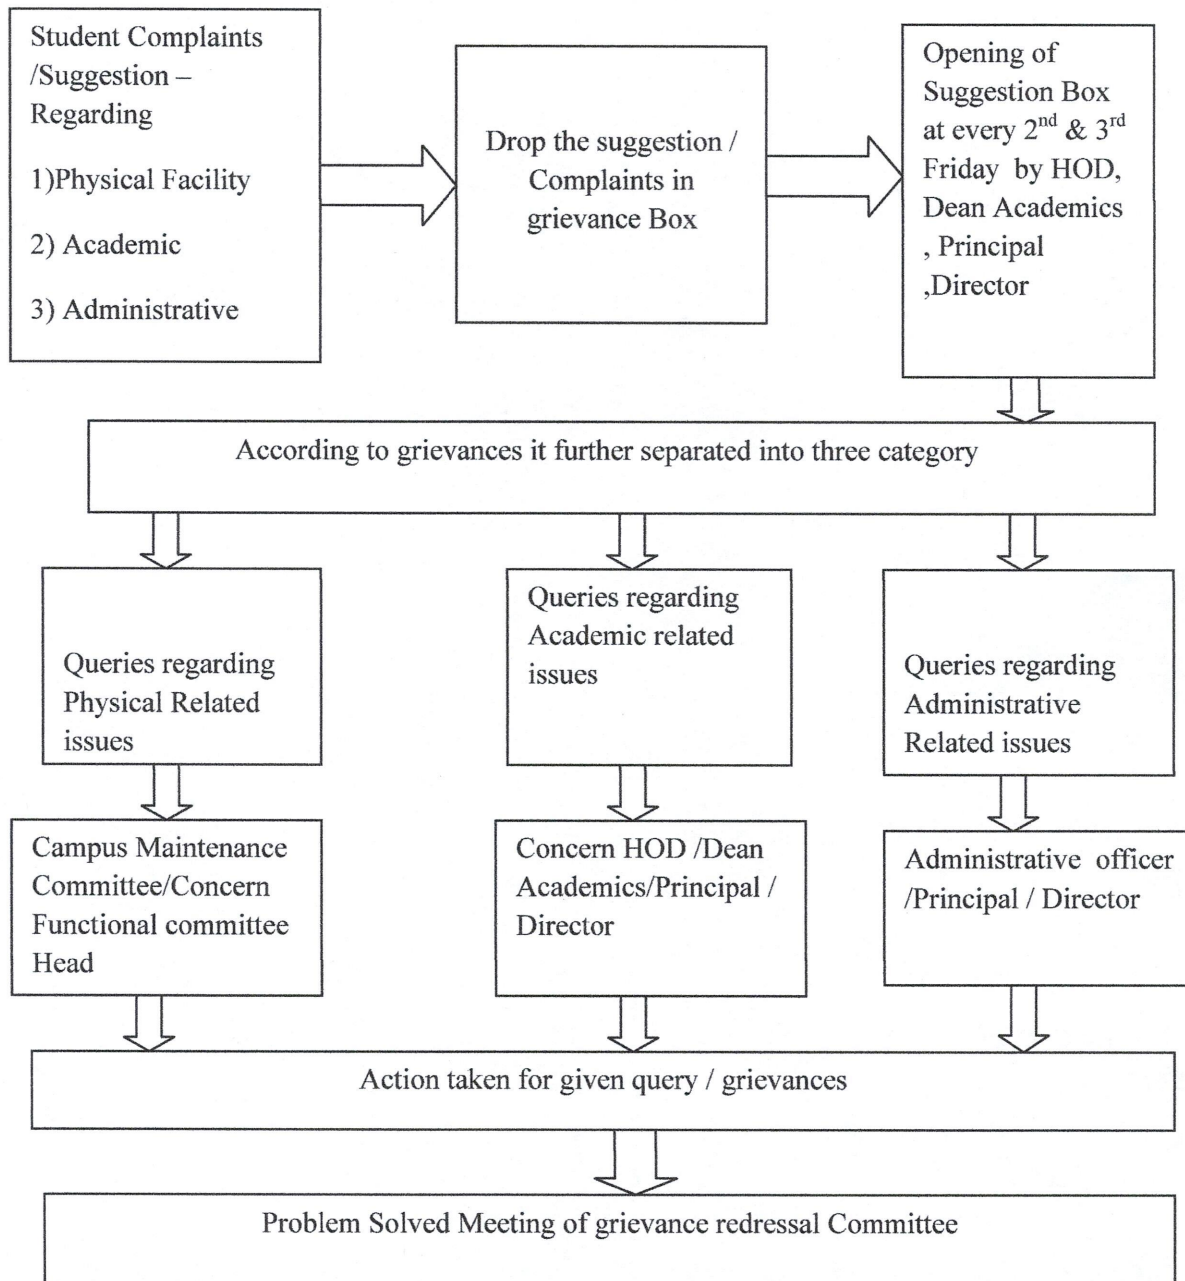 Student Complaints
/Suggestion –
Regarding
1)Physical Facility
2) Academic
3) Administrative
Drop the suggestion /
Complaints in
grievance Box
Opening of
Suggestion Box
at every 2nd & 3rd
Friday by HOD,
Dean Academics
, Principal
,Director
According to grievances it further separated into three category
Queries regarding
Physical Related
issues
Queries regarding
Academic related
issues
Queries regarding
Administrative
Related issues
Campus Maintenance
Committee/Concern
Functional committee
Head
Concern HOD /Dean
Academics/Principal /
Director
Administrative officer
/Principal / Director
Action taken for given query / grievances
Problem Solved Meeting of grievance redressal Committee